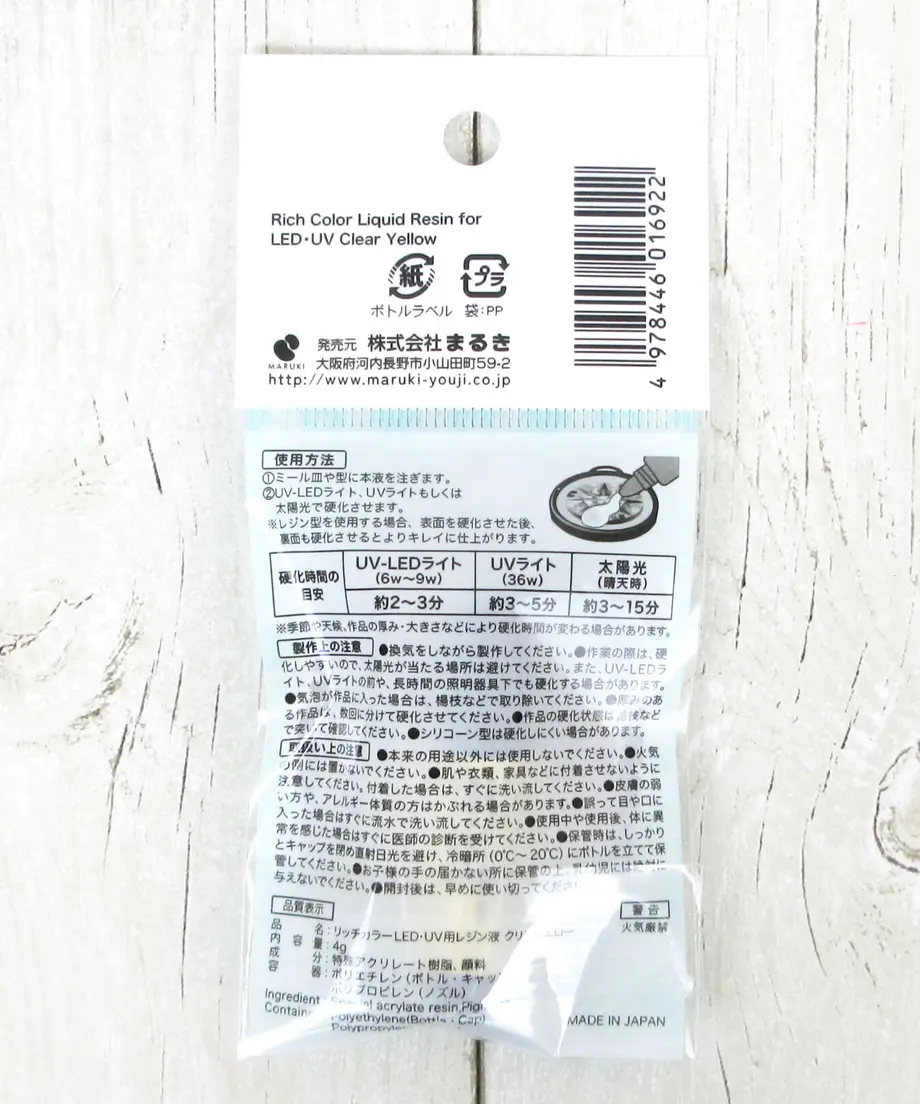 Rich Color Liquid Resin for
LED・UV Clear Yellow
紙
プラ
ボトルラベル 袋:PP
MARUKI
発売元 株式会社まるき
大阪府河内長野市小山田町59-2
http://www.maruki-youji.co.jp
4 978446 016922
使用方法
①ミール皿や型に本液を注ぎます。
②UV-LEDライト、UVライトもしくは
太陽光で硬化させます。
※レジン型を使用する場合、表面を硬化させた後、
裏面も硬化させるとよりキレイに仕上がります。
硬化時間の目安
UV-LEDライト(6w〜9w) UVライト(36w) 太陽光(晴天時)
約2〜3分 約3〜5分 約3〜15分
※季節や天候、作品の厚み・大きさなどにより硬化時間が変わる場合があります。
製作上の注意 ●換気をしながら製作してください。●作業の際は、硬
化しやすいので、太陽光が当たる場所は避けてください。また、UV-LEDラ
イト、UVライトの前や、長時間の照明器具下でも硬化する場合があります。
●気泡が作品に入った場合は、楊枝などで取り除いてください。●厚みのあ
る作品は、数回に分けて硬化させてください。●作品の硬化状態は楊枝など
で突いて確認してください。●シリコーン型は硬化しにくい場合があります。
取扱い上の注意 ●本来の用途以外には使用しないでください。●火気
の側には置かないでください。●肌や衣類、家具などに付着させないように
注意してください。付着した場合は、すぐに洗い流してください。●皮膚の弱
い方や、アレルギー体質の方はかぶれる場合があります。●誤って目や口に
入った場合はすぐに流水で洗い流してください。●使用中や使用後、体に異
常を感じた場合はすぐに医師の診断を受けてください。●保管時は、しっかり
とキャップを閉め直射日光を避け、冷暗所(0℃〜20℃)にボトルを立てて保
管してください。●お子様の手の届かない所に保管の上、乳幼児には絶対に
与えないでください。●開封後は、早めに使い切ってくださ
品質表示
警告
火気厳禁
品名:リッチカラーLED・UV用レジン液
内容量:4g
成分:特殊アクリレート樹脂、顔料
容器:ポリエチレン(ボトル・キャッ
ポリプロピレン(ノズル)
Ingredient: Special acrylate resin,Pig
Contain Polyethylene(Bottle・Cap)
Polypropyle
MADE IN JAPAN